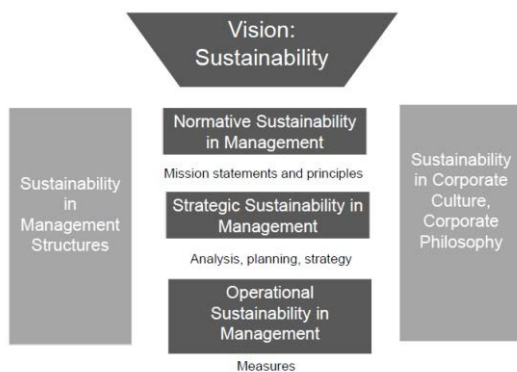 Vision:
Sustainability
Sustainability
in
Management
Structures
Normative Sustainability
in Management
Mission statements and principles
Strategic Sustainability in
Management
Analysis, planning, strategy
Operational
Sustainability in
Management
Measures
Sustainability
in Corporate
Culture,
Corporate
Philosophy